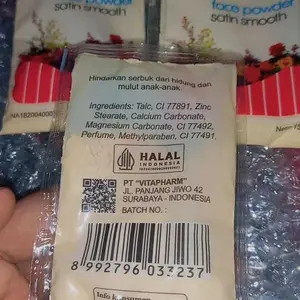 face powder
satin smooth
face powder
satin smooth
Hindarkan serbuk dari hidung dan
mulut anak-anak.
Ingredients: Talc, CI 77891, Zinc
Stearate, Calcium Carbonate,
Magnesium Carbonate, CI 77492,
Perfume, Methylparaben, CI 77491,
HALAL
INDONESIA
PT "VITAPHARM"
JL. PANJANG JIWO 42
SURABAYA - INDONESIA
BATCH NO.:
8 992796 033237